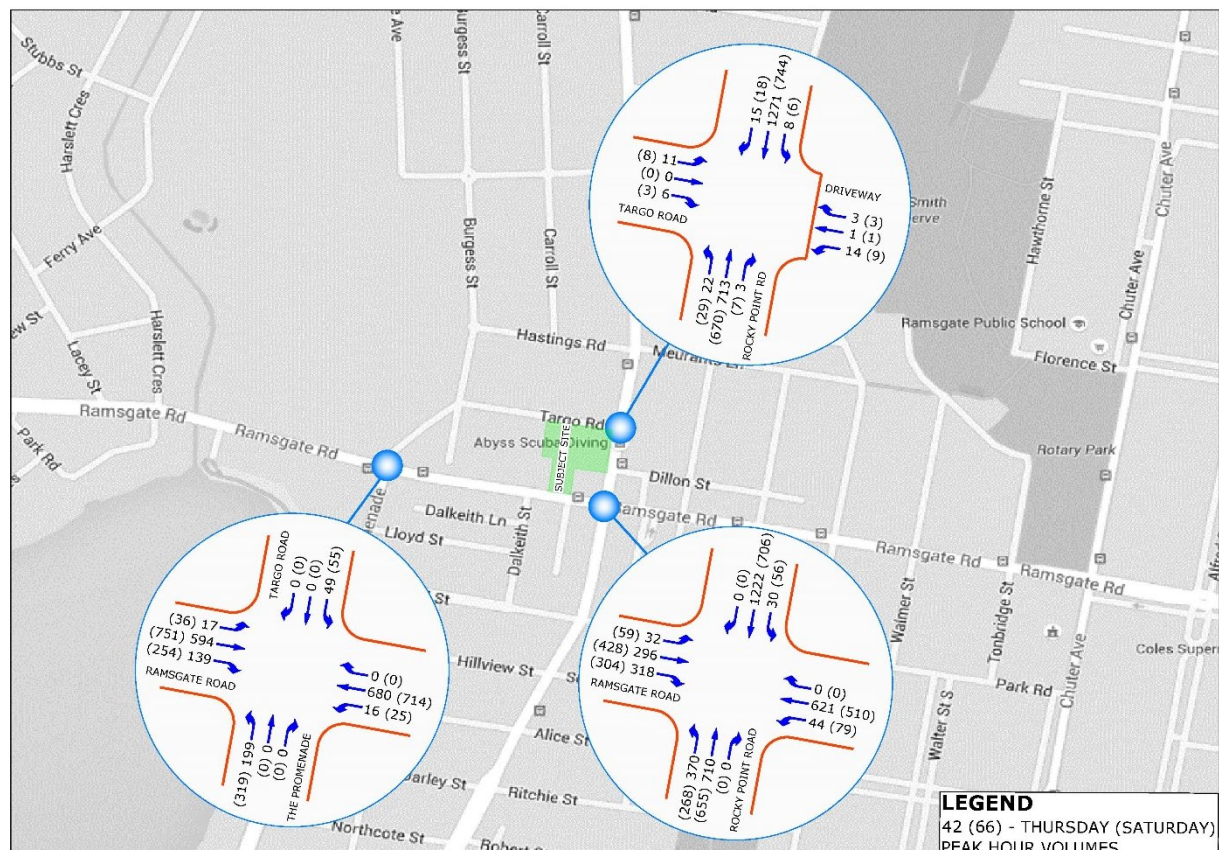 Stubbs St
Harslett Cres
Ferry Ave
Burgess St
Carroll St
Carroll St
Burgess St
Harslett Cres
Lacey St
Ramsgate Rd
Ramsgate Rd
Park Rd
Hastings Rd
Targo Rd
Abyss Scuba Diving
SUBJECT SITE
Dillon St
Ramsgate Rd
Dalkeith Ln
Lloyd St
Dalkeith St
Hillview St
Alice St
Ritchie St
Northcote St
Hawthorne St
Chuter Ave
Chuter Ave
Ramsgate Public School
Florence St
Rotary Park
Ramsgate Rd
Ramsgate Rd
Walmer St
Tonbridge St
Chuter Ave
Park Rd
Walter St S
15 (18)
1271 (744)
8 (6)
(8) 11
(0) 0
(3) 6
TARGO ROAD
DRIVEWAY
3 (3)
1 (1)
14 (9)
(29) 22
(670) 713
(7) 3
ROCKY POINT RD
TARGO ROAD
0 (0)
0 (0)
49 (55)
(36) 17
(751) 594
(254) 139
RAMSGATE ROAD
0 (0)
680 (714)
16 (25)
(319) 199
(0) 0
(0) 0
THE PROMENADE
0 (0)
1222 (706)
30 (56)
(59) 32
(428) 296
(304) 318
RAMSGATE ROAD
0 (0)
621 (510)
44 (79)
(268) 370
(655) 710
(0) 0
ROCKY POINT ROAD
LEGEND
42 (66) - THURSDAY (SATURDAY)
PEAK HOUR VOLUMES